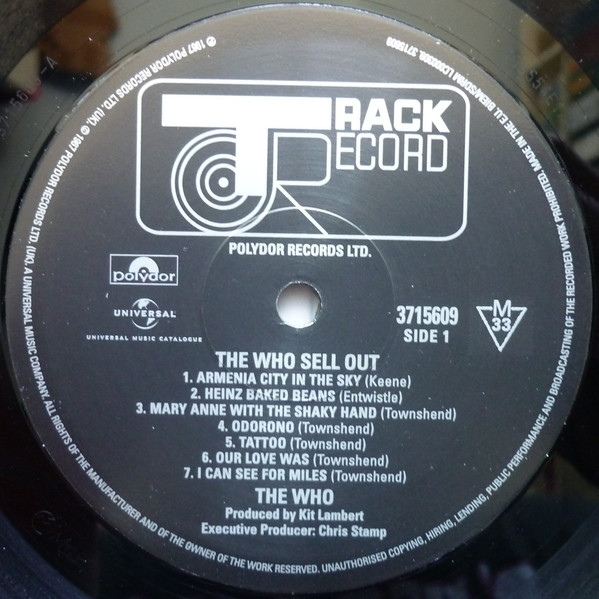 TRACK
RECORD
POLYDOR RECORDS LTD.
polydor
UNIVERSAL
UNIVERSAL MUSIC CATALOGUE
3715609
SIDE 1
M
33
THE WHO SELL OUT
1. ARMENIA CITY IN THE SKY (Keene)
2. HEINZ BAKED BEANS (Entwistle)
3. MARY ANNE WITH THE SHAKY HAND (Townshend)
4. ODORONO (Townshend)
5. TATTOO (Townshend)
6. OUR LOVE WAS (Townshend)
7. I CAN SEE FOR MILES (Townshend)
THE WHO
Produced by Kit Lambert
Executive Producer: Chris Stamp
℗ 1967 POLYDOR RECORDS LTD. (UK). © 1967 POLYDOR RECORDS LTD. (UK). A UNIVERSAL MUSIC COMPANY. ALL RIGHTS OF THE MANUFACTURER AND OF THE OWNER OF THE WORK RESERVED. UNAUTHORISED COPYING, HIRING, LENDING, PUBLIC PERFORMANCE AND BROADCASTING OF THE RECORDED WORK PROHIBITED. MADE IN THE E.U. BIEM/SDRM 3715609